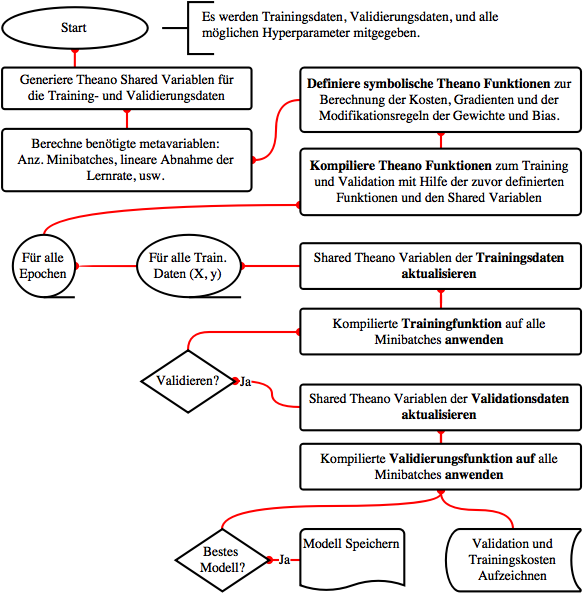 Start
Es werden Trainingsdaten, Validierungsdaten, und alle
möglichen Hyperparameter mitgegeben.
Generiere Theano Shared Variablen für
die Training- und Validierungsdaten
Berechne benötigte metavariablen:
Anz. Minibatches, lineare Abnahme der
Lernrate, usw.
Definiere symbolische Theano Funktionen zur
Berechnung der Kosten, Gradienten und der
Modifikationsregeln der Gewichte und Bias.
Kompiliere Theano Funktionen zum Training
und Validation mit Hilfe der zuvor definierten
Funktionen und den Shared Variablen
Für alle
Epochen
Für alle Train.
Daten (X, y)
Shared Theano Variablen der Trainingsdaten
aktualisieren
Kompilierte Trainingfunktion auf alle
Minibatches anwenden
Validieren?
Ja
Shared Theano Variablen der Validationsdaten
aktualisieren
Kompilierte Validierungsfunktion auf alle
Minibatches anwenden
Bestes
Modell?
Ja
Modell Speichern
Validation und
Trainingskosten
Aufzeichnen